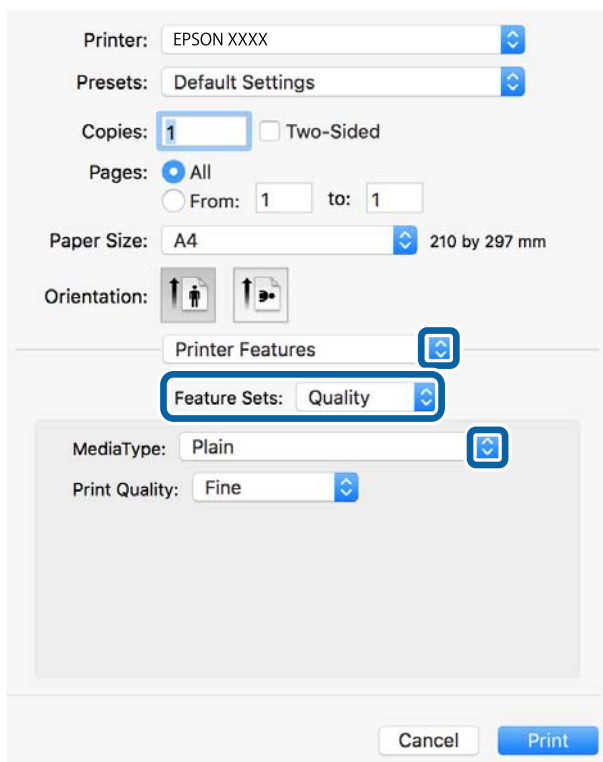 Printer: EPSON XXXX
Presets: Default Settings
Copies: 1 Two-Sided
Pages: All
From: 1 to: 1
Paper Size: A4 210 by 297 mm
Orientation:
Printer Features
Feature Sets: Quality
MediaType: Plain
Print Quality: Fine
Cancel Print